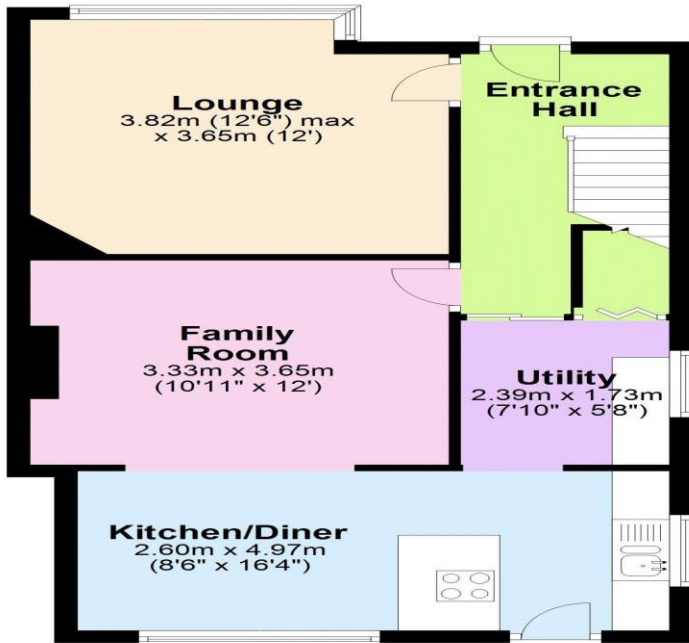 Lounge
3.82m (12'6") max
x 3.65m (12')
Entrance
Hall
Family
Room
3.33m x 3.65m
(10'11" x 12')
Utility
2.39m x 1.73m
(7'10" x 5'8")
Kitchen/Diner
2.60m x 4.97m
(8'6" x 16'4")